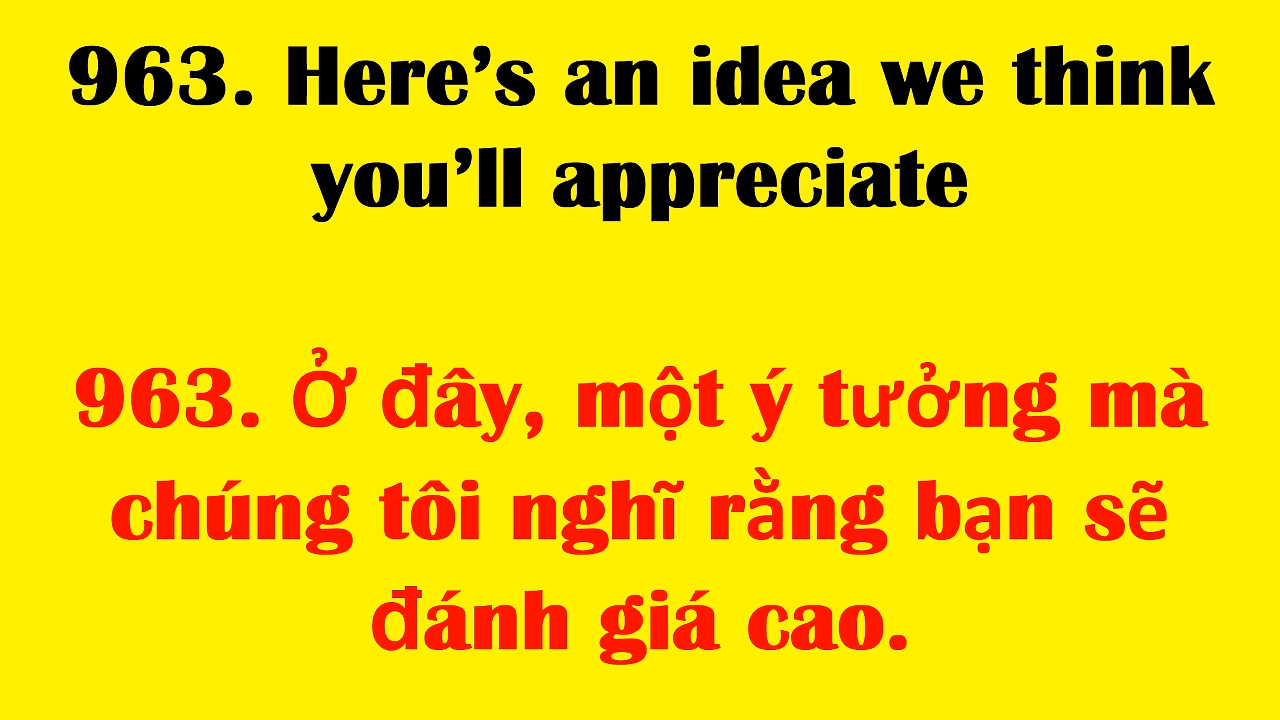 963. Here’s an idea we think
you’ll appreciate
963. Ở đây, một ý tưởng mà
chúng tôi nghĩ rằng bạn sẽ
đánh giá cao.